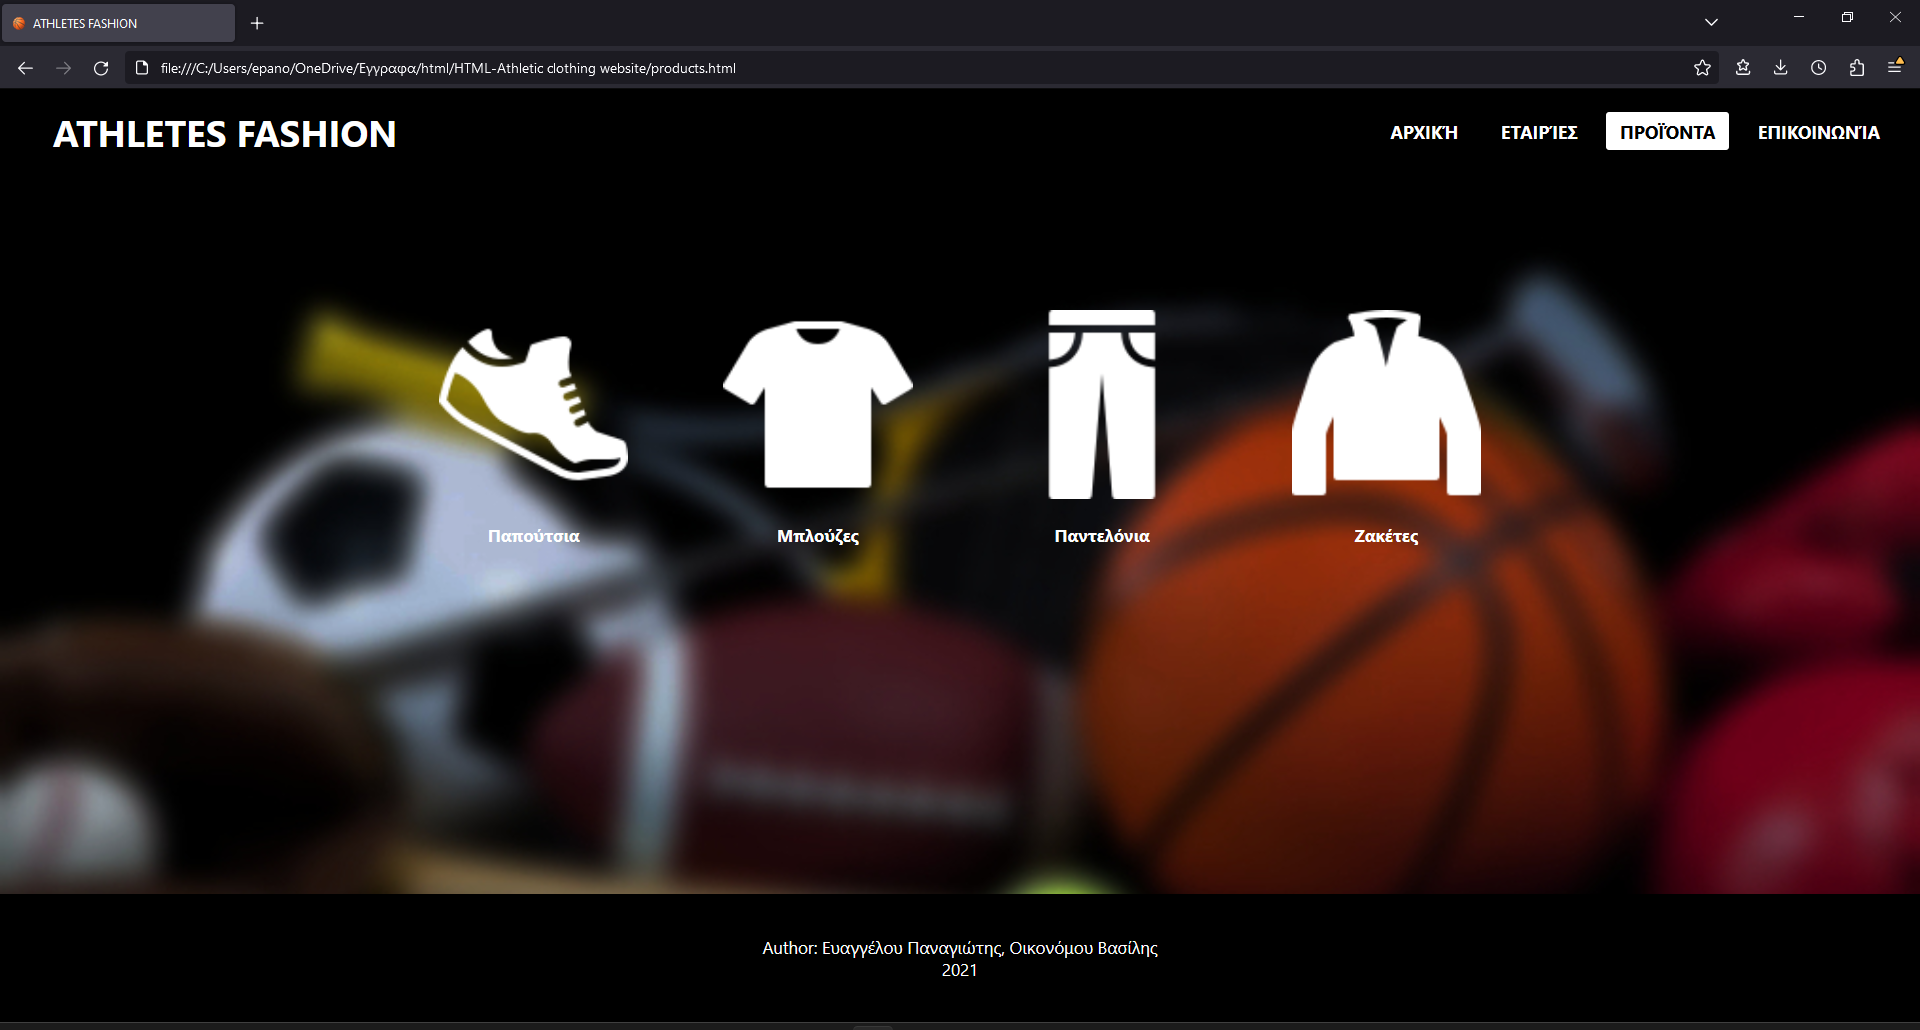 ATHLETES FASHION
file:///C:/Users/epano/OneDrive/Εγγραφα/html/HTML-Athletic clothing website/products.html
ATHLETES FASHION
ΑΡΧΙΚΉ ΕΤΑΙΡΊΕΣ ΠΡΟΪΌΝΤΑ ΕΠΙΚΟΙΝΩΝΊΑ
Παπούτσια Μπλούζες Παντελόνια Ζακέτες
Author: Ευαγγέλου Παναγιώτης, Οικονόμου Βασίλης
2021